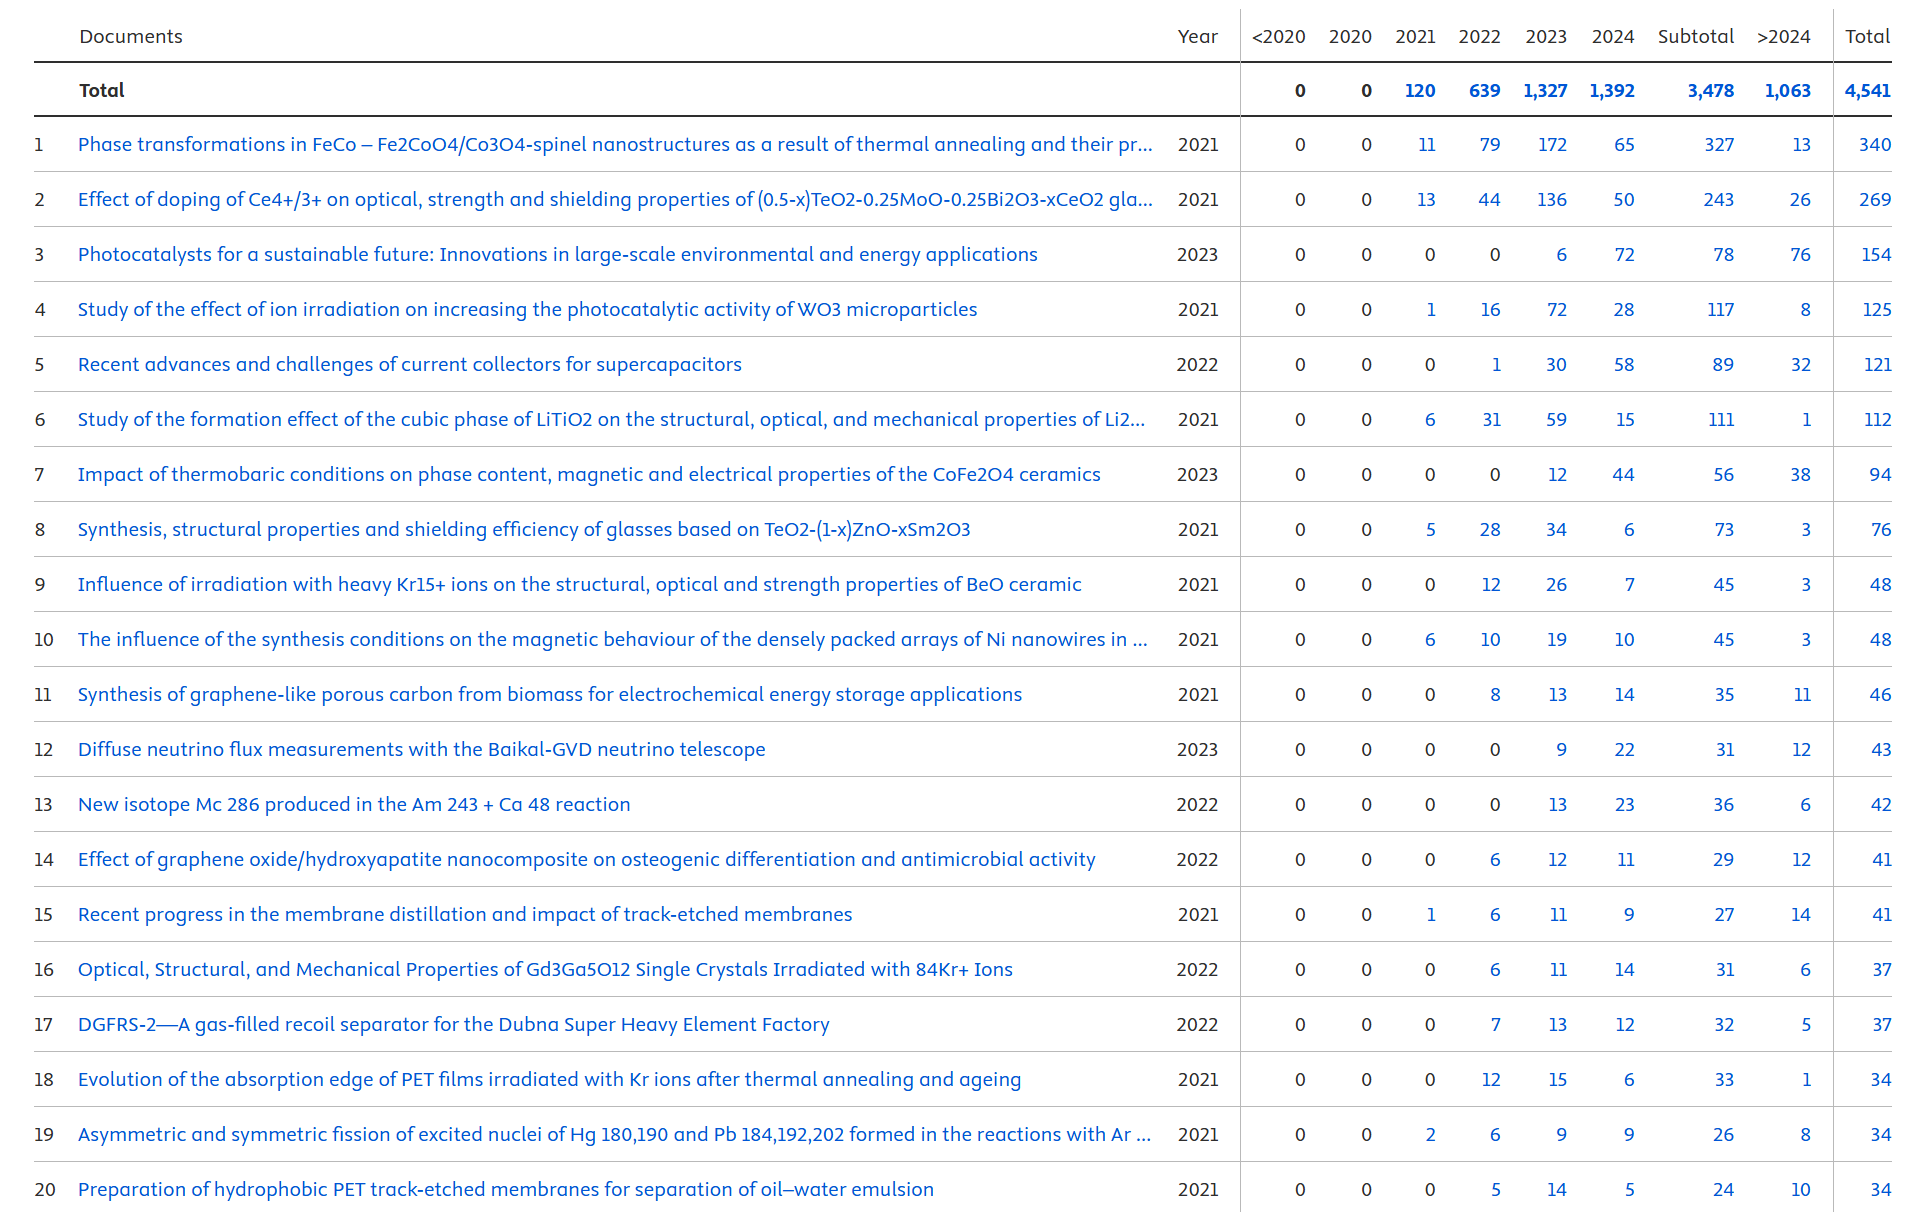 Documents Year <2020 2020 2021 2022 2023 2024 Subtotal >2024 Total
Total 0 0 120 639 1,327 1,392 3,478 1,063 4,541
1 Phase transformations in FeCo – Fe2CoO4/Co3O4-spinel nanostructures as a result of thermal annealing and their pr... 2021 0 0 11 79 172 65 327 13 340
2 Effect of doping of Ce4+/3+ on optical, strength and shielding properties of (0.5-x)TeO2-0.25MoO-0.25Bi2O3-xCeO2 gla... 2021 0 0 13 44 136 50 243 26 269
3 Photocatalysts for a sustainable future: Innovations in large-scale environmental and energy applications 2023 0 0 0 0 6 72 78 76 154
4 Study of the effect of ion irradiation on increasing the photocatalytic activity of WO3 microparticles 2021 0 0 1 16 72 28 117 8 125
5 Recent advances and challenges of current collectors for supercapacitors 2022 0 0 0 1 30 58 89 32 121
6 Study of the formation effect of the cubic phase of LiTiO2 on the structural, optical, and mechanical properties of Li2... 2021 0 0 6 31 59 15 111 1 112
7 Impact of thermobaric conditions on phase content, magnetic and electrical properties of the CoFe2O4 ceramics 2023 0 0 0 0 12 44 56 38 94
8 Synthesis, structural properties and shielding efficiency of glasses based on TeO2-(1-x)ZnO-xSm2O3 2021 0 0 5 28 34 6 73 3 76
9 Influence of irradiation with heavy Kr15+ ions on the structural, optical and strength properties of BeO ceramic 2021 0 0 0 12 26 7 45 3 48
10 The influence of the synthesis conditions on the magnetic behaviour of the densely packed arrays of Ni nanowires in ... 2021 0 0 6 10 19 10 45 3 48
11 Synthesis of graphene-like porous carbon from biomass for electrochemical energy storage applications 2021 0 0 0 8 13 14 35 11 46
12 Diffuse neutrino flux measurements with the Baikal-GVD neutrino telescope 2023 0 0 0 0 9 22 31 12 43
13 New isotope Mc 286 produced in the Am 243 + Ca 48 reaction 2022 0 0 0 0 13 23 36 6 42
14 Effect of graphene oxide/hydroxyapatite nanocomposite on osteogenic differentiation and antimicrobial activity 2022 0 0 0 6 12 11 29 12 41
15 Recent progress in the membrane distillation and impact of track-etched membranes 2021 0 0 1 6 11 9 27 14 41
16 Optical, Structural, and Mechanical Properties of Gd3Ga5O12 Single Crystals Irradiated with 84Kr+ Ions 2022 0 0 0 6 11 14 31 6 37
17 DGFRS-2—A gas-filled recoil separator for the Dubna Super Heavy Element Factory 2022 0 0 0 7 13 12 32 5 37
18 Evolution of the absorption edge of PET films irradiated with Kr ions after thermal annealing and ageing 2021 0 0 0 12 15 6 33 1 34
19 Asymmetric and symmetric fission of excited nuclei of Hg 180,190 and Pb 184,192,202 formed in the reactions with Ar ... 2021 0 0 2 6 9 9 26 8 34
20 Preparation of hydrophobic PET track-etched membranes for separation of oil–water emulsion 2021 0 0 0 5 14 5 24 10 34